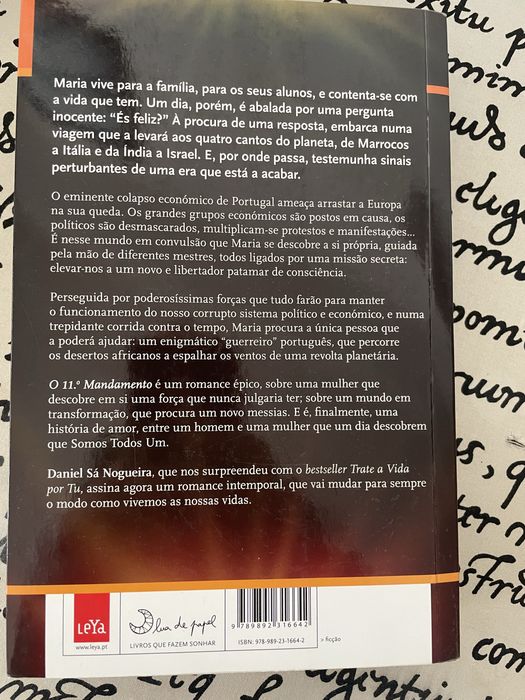 Maria vive para a família, para os seus alunos, e contenta-se com
a vida que tem. Um dia, porém, é abalada por uma pergunta
inocente: “És feliz?” À procura de uma resposta, embarca numa
viagem que a levará aos quatro cantos do planeta, de Marrocos
a Itália e da Índia a Israel. E, por onde passa, testemunha sinais
perturbantes de uma era que está a acabar.
O eminente colapso económico de Portugal ameaça arrastar a Europa
na sua queda. Os grandes grupos económicos são postos em causa, os
políticos são desmascarados, multiplicam-se protestos e manifestações...
É nesse mundo em convulsão que Maria se descobre a si própria, guiada
pela mão de diferentes mestres, todos ligados por uma missão secreta:
elevar-nos a um novo e libertador patamar de consciência.
Perseguida por poderosíssimas forças que tudo farão para manter
o funcionamento do nosso corrupto sistema político e económico, e numa
trepidante corrida contra o tempo, Maria procura a única pessoa que
a poderá ajudar: um enigmático “guerreiro” português, que percorre
os desertos africanos a espalhar os ventos de uma revolta planetária.
O 11.º Mandamento é um romance épico, sobre uma mulher que
descobre em si uma força que nunca julgaria ter; sobre um mundo em
transformação, que procura um novo messias. E é, finalmente, uma
história de amor, entre um homem e uma mulher que um dia descobrem
que Somos Todos Um.
Daniel Sá Nogueira, que nos surpreendeu com o bestseller Trate a Vida
por Tu, assina agora um romance intemporal, que vai mudar para sempre
o modo como vivemos as nossas vidas.
LeYa
www.leya.pt
lua de papel
LIVROS QUE FAZEM SONHAR
9 789892 316642
ISBN: 978-989-23-1664-2
> ficção